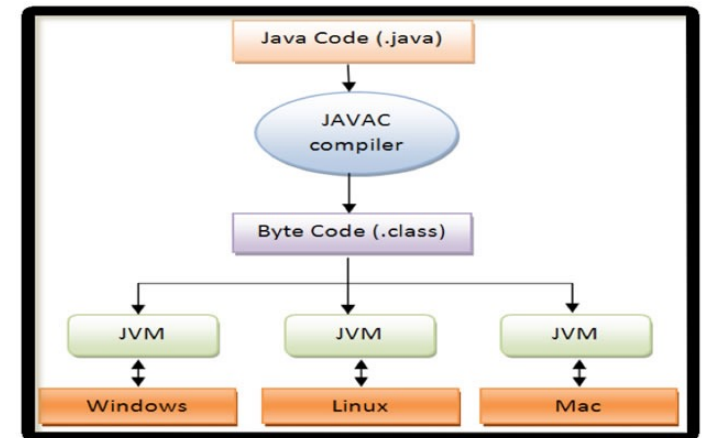 Java Code (.java)
JAVAC
compiler
Byte Code (.class)
JVM
JVM
JVM
Windows
Linux
Mac